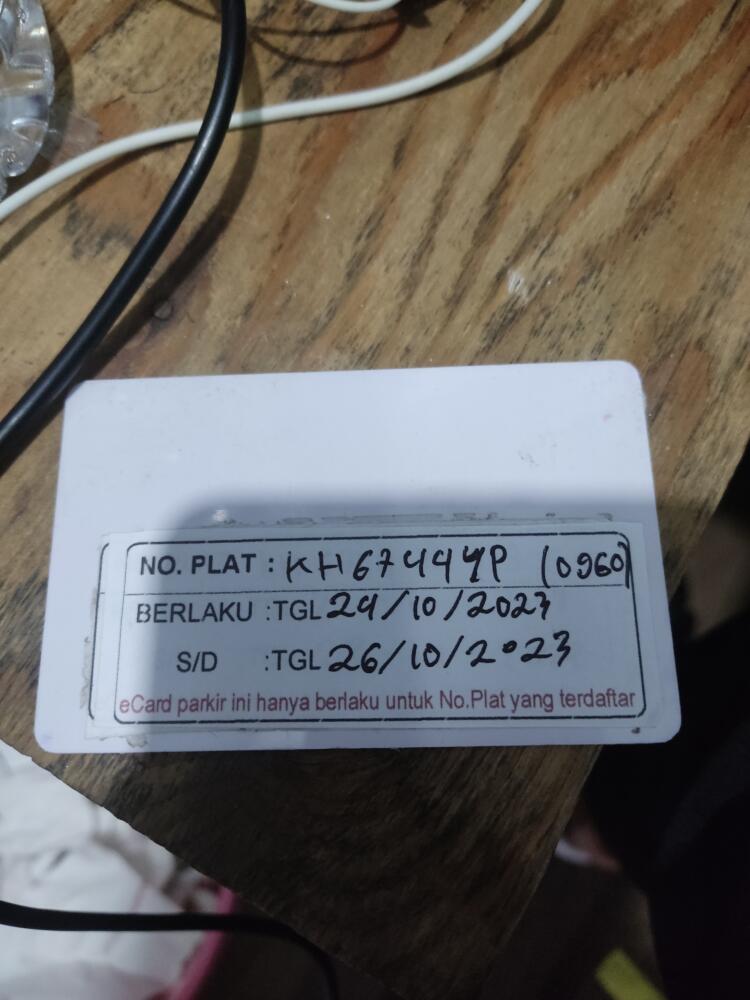 NO. PLAT : KH6744YP (0960)
BERLAKU :TGL 24/10/2023
S/D :TGL 26/10/2023
eCard parkir ini hanya berlaku untuk No.Plat yang terdaftar